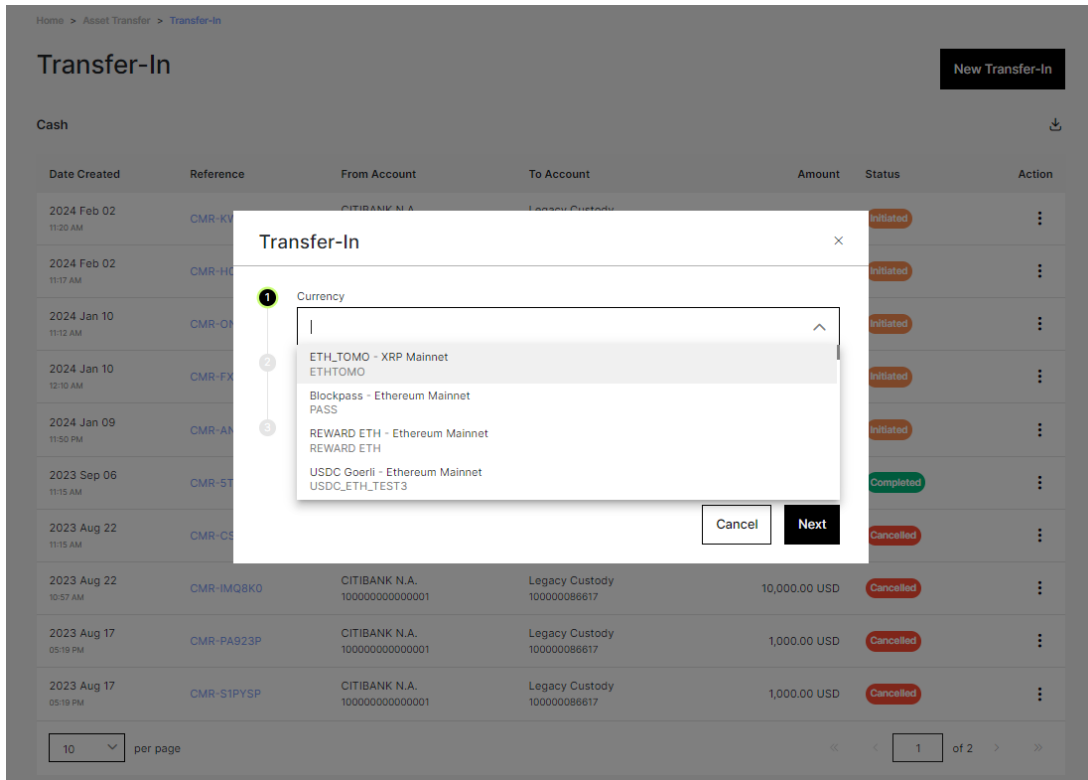 Home > Asset Transfer > Transfer-In
Transfer-In
New Transfer-In
Cash
Date Created Reference From Account To Account Amount Status Action
2024 Feb 02 CITIBANK N.A. Legacy Custody
11:20 AM CMR-KV Initiated
2024 Feb 02
11:17 AM CMR-HC Initiated
2024 Jan 10
11:12 AM CMR-ON Initiated
2024 Jan 10
12:10 AM CMR-FX Initiated
2024 Jan 09
11:50 PM CMR-AN Initiated
2023 Sep 06
11:15 AM CMR-5T Completed
2023 Aug 22
11:15 AM CMR-CS Cancelled
Transfer-In ×
1 Currency
2
3
ETH_TOMO - XRP Mainnet
ETHTOMO
Blockpass - Ethereum Mainnet
PASS
REWARD ETH - Ethereum Mainnet
REWARD ETH
USDC Goerli - Ethereum Mainnet
USDC_ETH_TEST3
Cancel Next
2023 Aug 22 CITIBANK N.A. Legacy Custody
10:57 AM CMR-IMQ8K0 100000000000001 100000086617 10,000.00 USD Cancelled
2023 Aug 17 CITIBANK N.A. Legacy Custody
05:19 PM CMR-PA923P 100000000000001 100000086617 1,000.00 USD Cancelled
2023 Aug 17 CITIBANK N.A. Legacy Custody
05:19 PM CMR-S1PYSP 100000000000001 100000086617 1,000.00 USD Cancelled
10 per page « < 1 of 2 > »